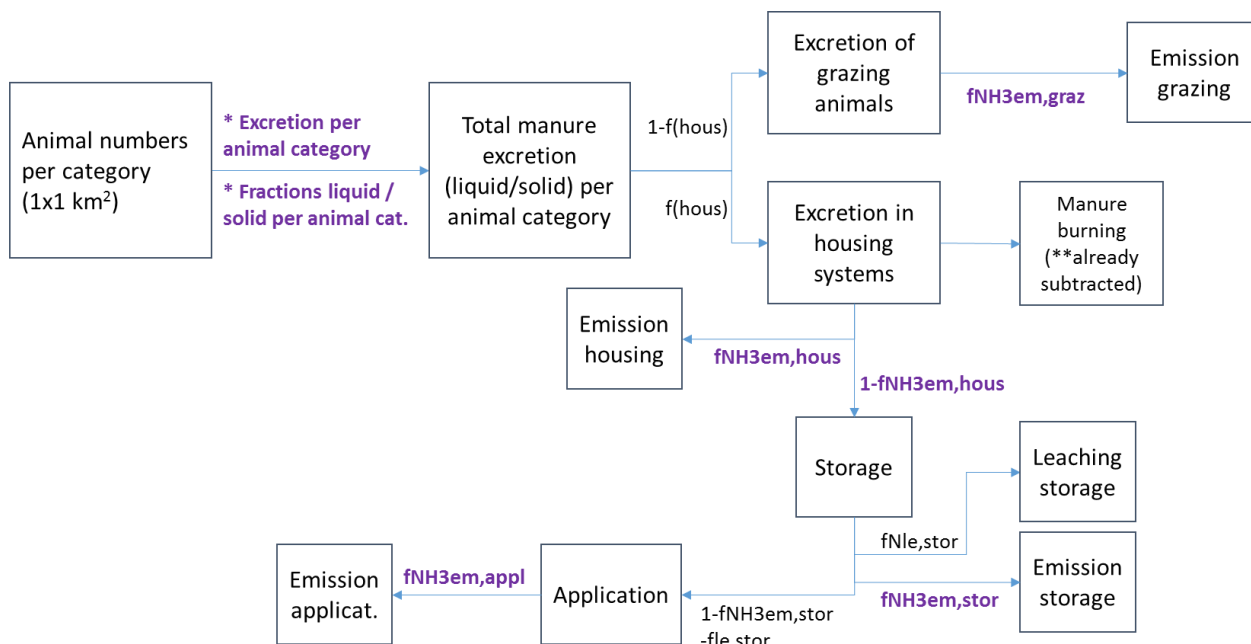 Animal numbers
per category
(1x1 km²)
* Excretion per
animal category
* Fractions liquid /
solid per animal cat.
Total manure
excretion
(liquid/solid) per
animal category
1-f(hous)
f(hous)
Excretion of
grazing
animals
fNH3em,graz
Emission
grazing
Excretion in
housing
systems
Manure
burning
(**already
subtracted)
Emission
housing
fNH3em,hous
1-fNH3em,hous
Storage
Leaching
storage
fNle,stor
Emission
storage
fNH3em,stor
Emission
applicat.
fNH3em,appl
Application
1-fNH3em,stor
-fle,stor